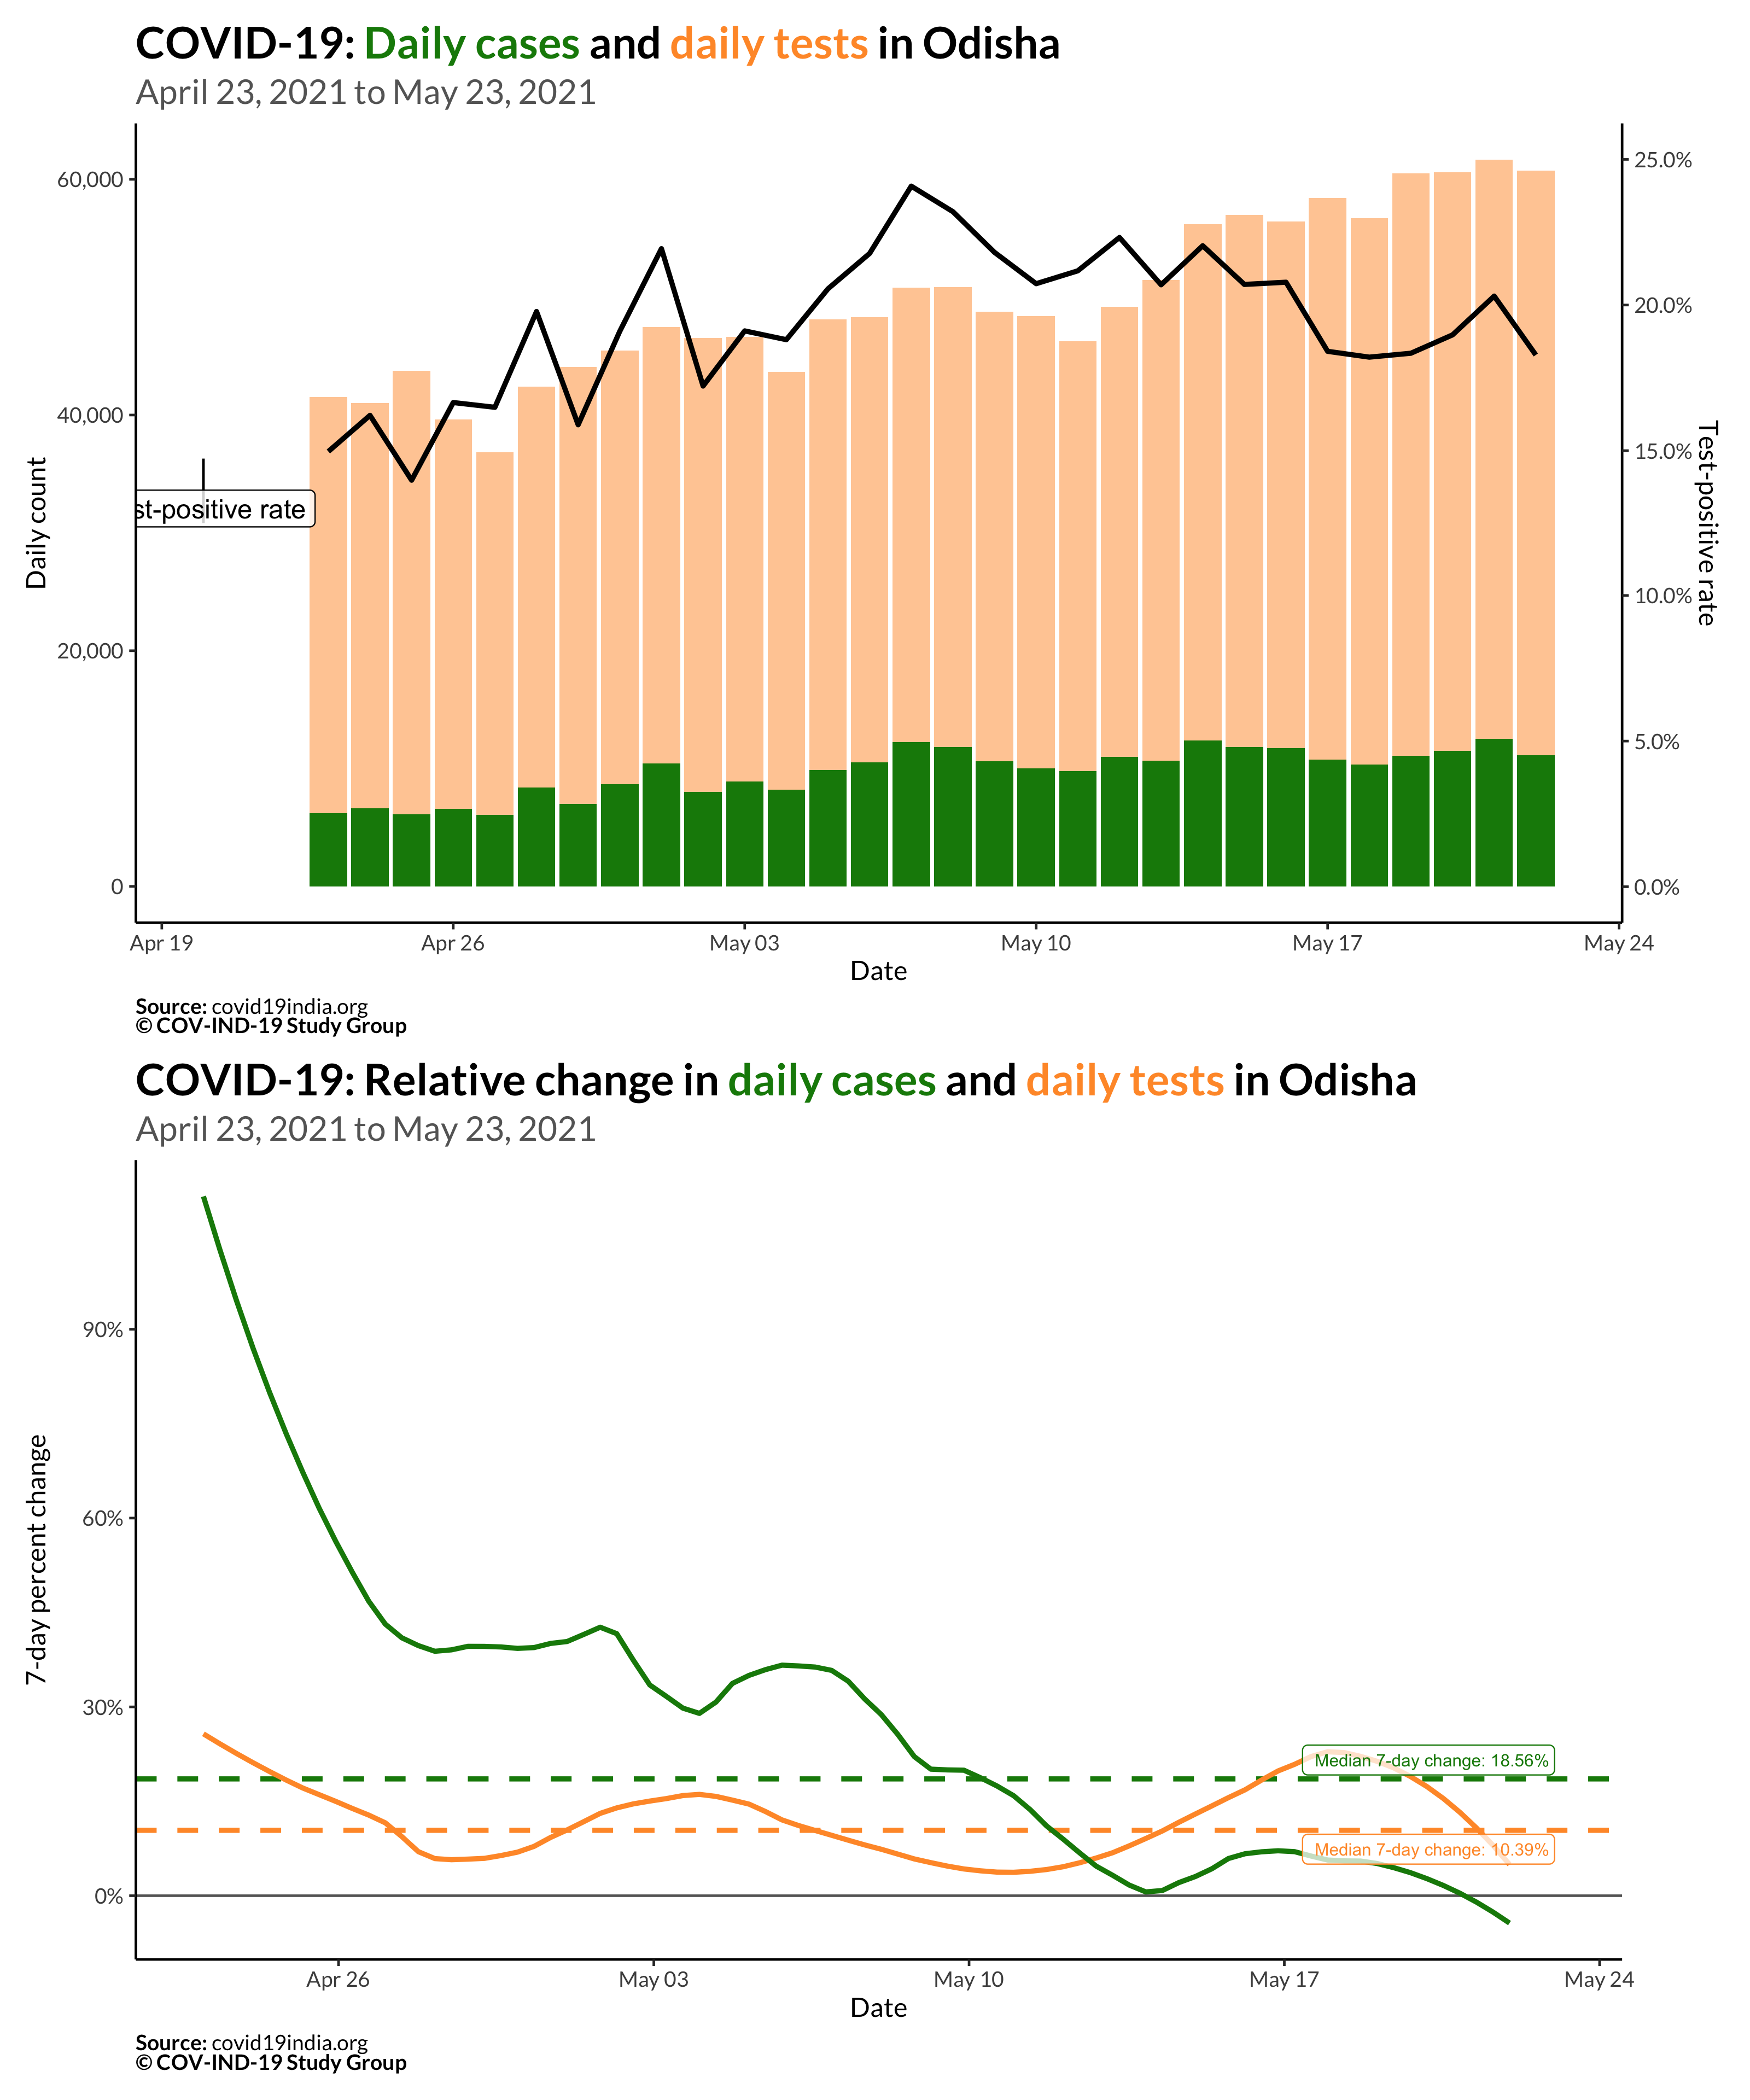 COVID-19: Daily cases and daily tests in Odisha
April 23, 2021 to May 23, 2021
60,000
40,000
20,000
0
Daily count
25.0%
20.0%
15.0%
10.0%
5.0%
0.0%
Test-positive rate
st-positive rate
Apr 19
Apr 26
May 03
May 10
May 17
May 24
Date
Source: covid19india.org
© COV-IND-19 Study Group
COVID-19: Relative change in daily cases and daily tests in Odisha
April 23, 2021 to May 23, 2021
90%
60%
30%
0%
7-day percent change
Median 7-day change: 18.56%
Median 7-day change: 10.39%
Apr 26
May 03
May 10
May 17
May 24
Date
Source: covid19india.org
© COV-IND-19 Study Group